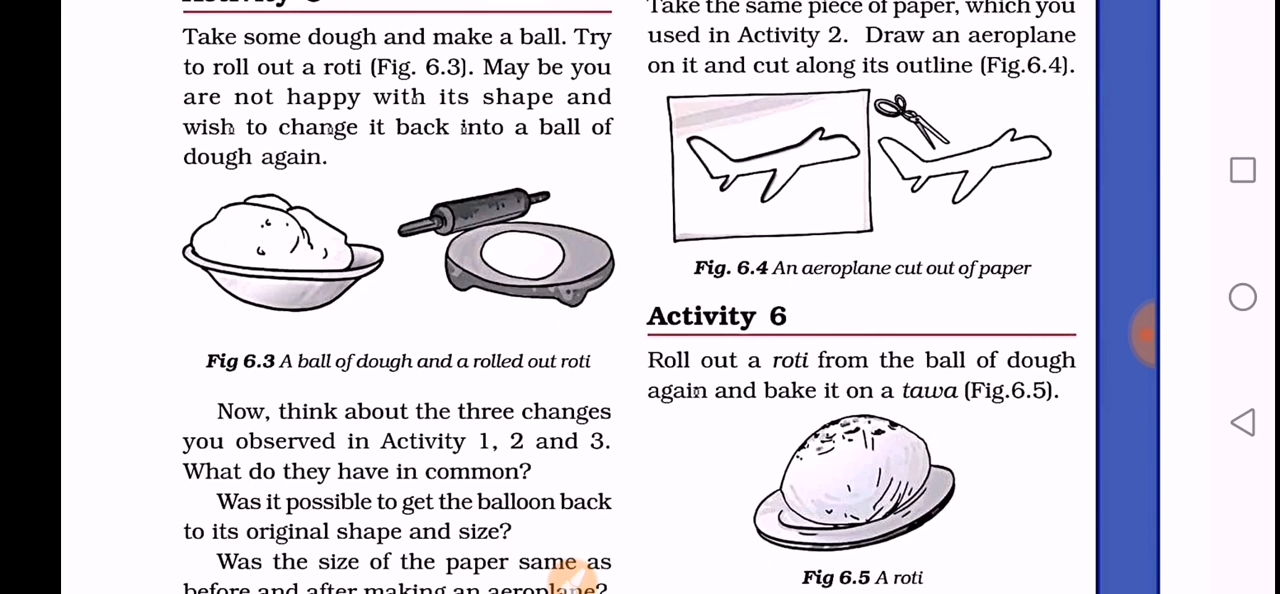 Take some dough and make a ball. Try
to roll out a roti (Fig. 6.3). May be you
are not happy with its shape and
wish to change it back into a ball of
dough again.
Fig 6.3 A ball of dough and a rolled out roti
Now, think about the three changes
you observed in Activity 1, 2 and 3.
What do they have in common?
Was it possible to get the balloon back
to its original shape and size?
Was the size of the paper same as
before and after making an aeroplane?
Take the same piece of paper, which you
used in Activity 2. Draw an aeroplane
on it and cut along its outline (Fig.6.4).
Fig. 6.4 An aeroplane cut out of paper
Activity 6
Roll out a roti from the ball of dough
again and bake it on a tawa (Fig.6.5).
Fig 6.5 A roti